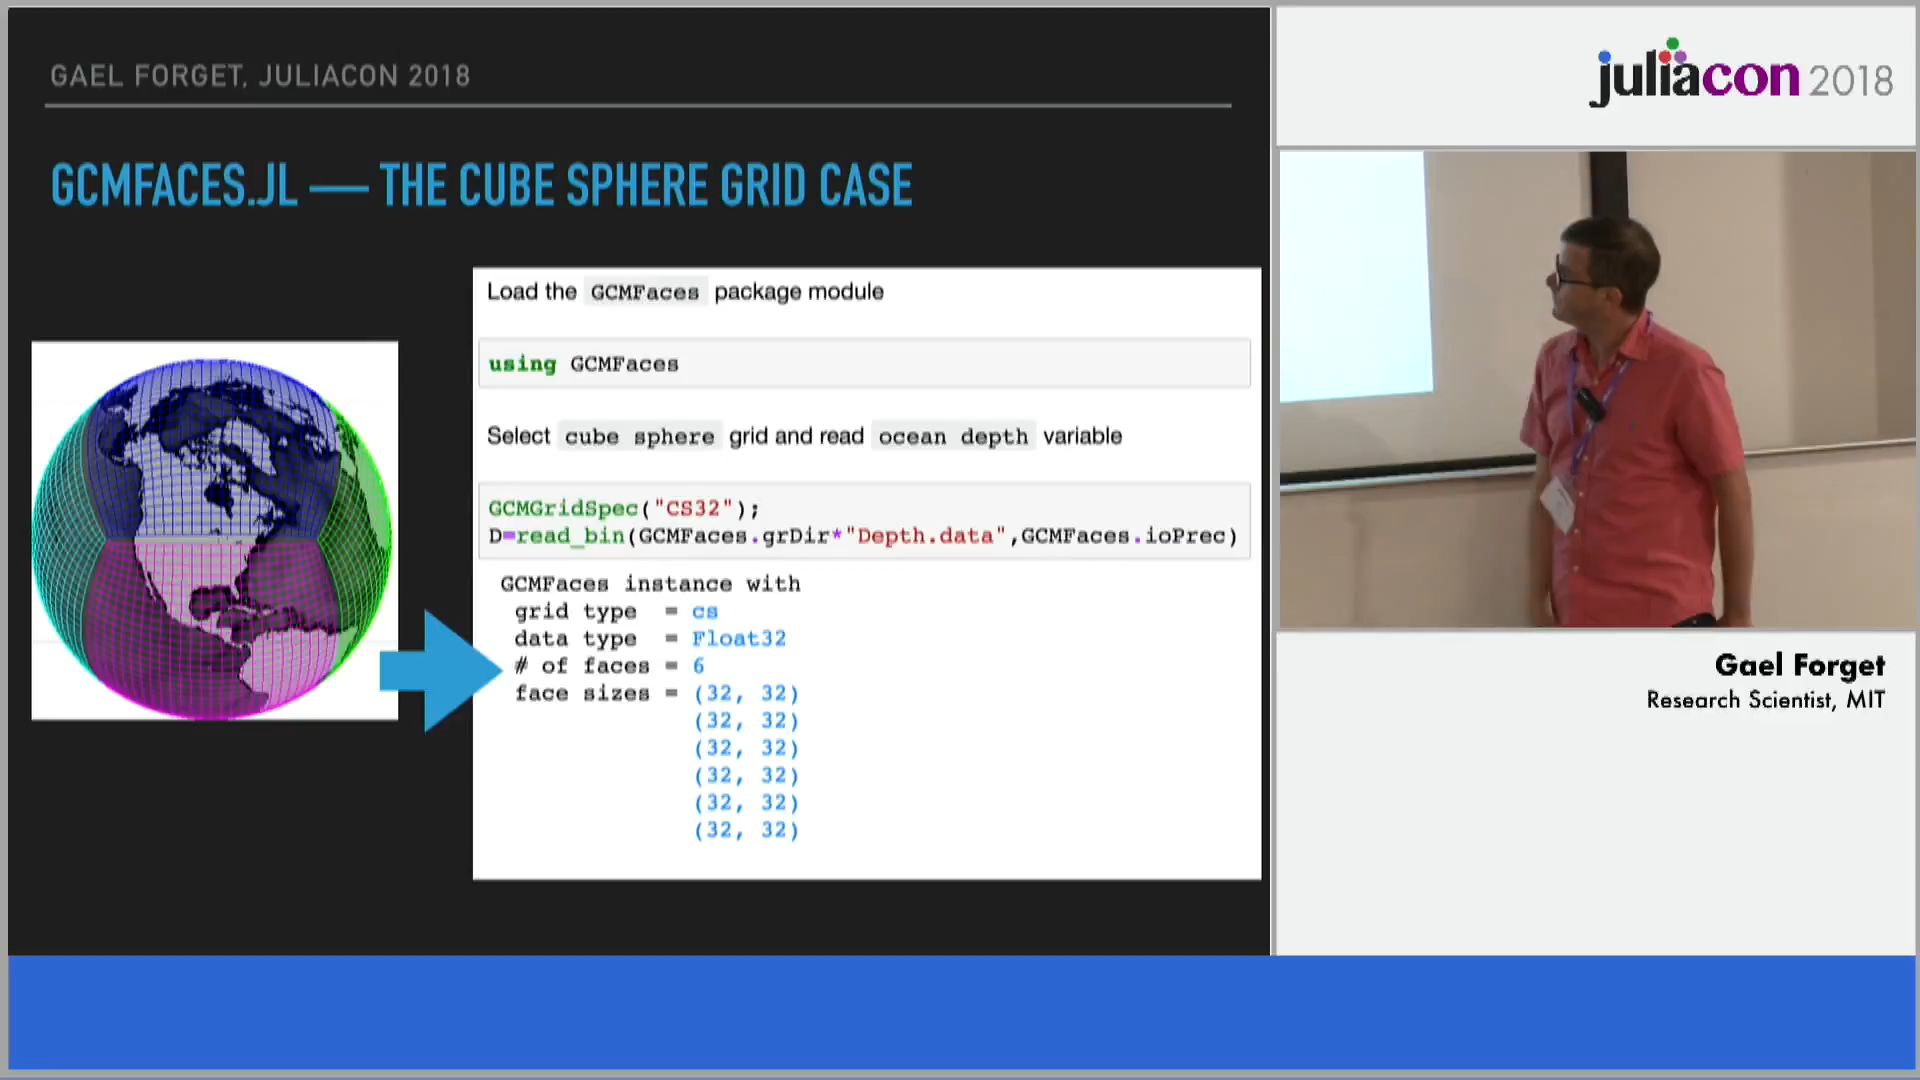 GAEL FORGET, JULIACON 2018
GCMFACES.JL — THE CUBE SPHERE GRID CASE
Load the GCMFaces package module
using GCMFaces
Select cube sphere grid and read ocean depth variable
GCMGridSpec("CS32");
D=read_bin(GCMFaces.grDir*"Depth.data",GCMFaces.ioPrec)
GCMFaces instance with
grid type = cs
data type = Float32
# of faces = 6
face sizes = (32, 32)
(32, 32)
(32, 32)
(32, 32)
(32, 32)
(32, 32)
juliacon 2018
Gael Forget
Research Scientist, MIT